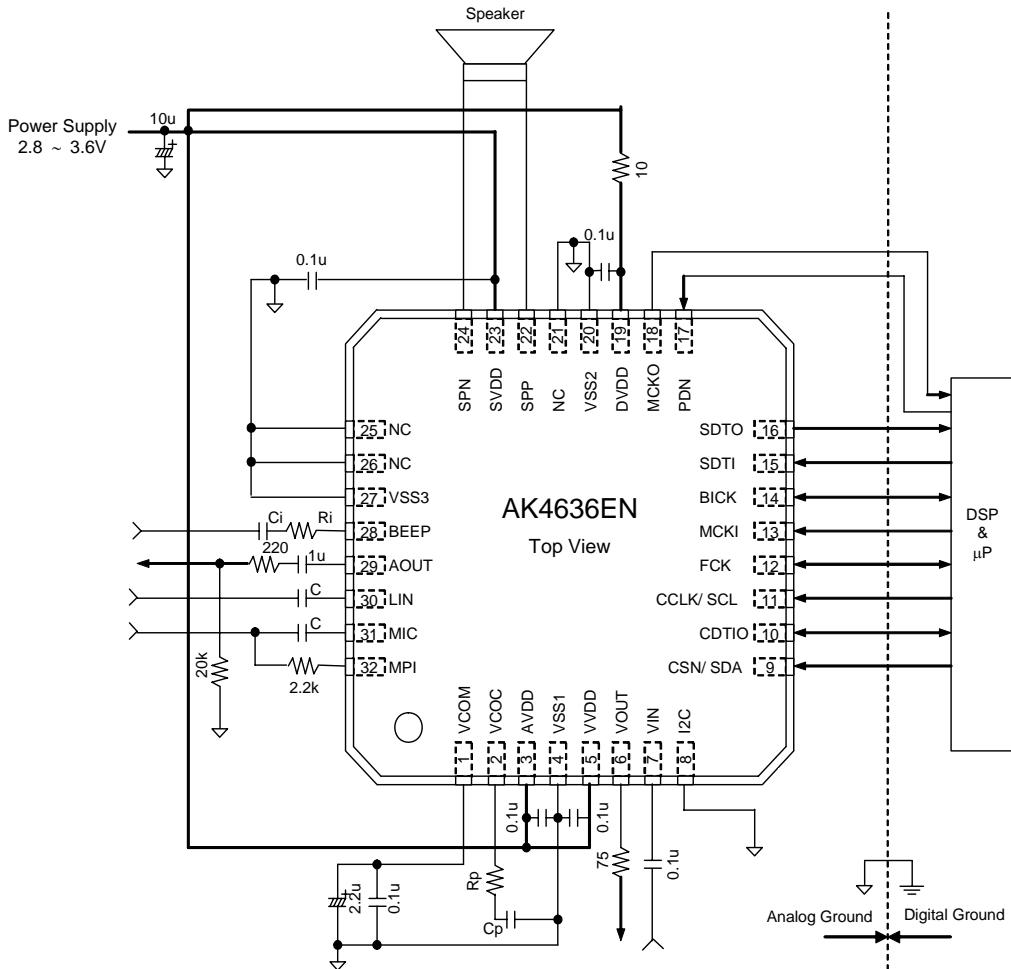 Speaker
Power Supply
2.8 ~ 3.6V
10u
+
10
0.1u
0.1u
24 23 22 21 20 19 18 17
SPN SVDD SPP NC VSS2 DVDD MCKO PDN
25 NC
26 NC
27 VSS3
Ci Ri
28 BEEP
220 1u
29 AOUT
C
30 LIN
C
31 MIC
32 MPI
20k
2.2k
AK4636EN
Top View
SDTO 16
SDTI 15
BICK 14
MCKI 13
FCK 12
CCLK/ SCL 11
CDTIO 10
CSN/ SDA 9
DSP
&
µP
VCOM VCOC AVDD VSS1 VVDD VOUT VIN I2C
1 2 3 4 5 6 7 8
0.1u
0.1u
75
0.1u
Rp
Cp
+
2.2u
0.1u
Analog Ground
Digital Ground